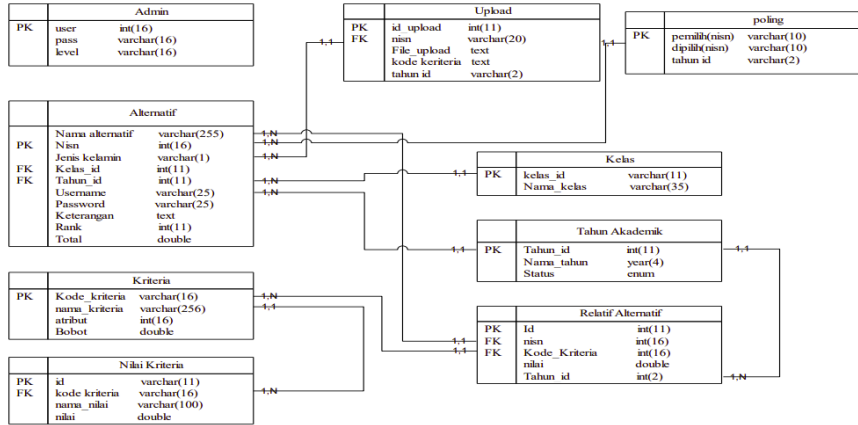 Admin
PK user int(16)
pass varchar(16)
level varchar(16)
Upload
PK id_upload int(11)
FK nisn varchar(20)
File_upload text
kode keriteria text
tahun id varchar(2)
poling
PK pemilih(nisn) varchar(10)
dipilih(nisn) varchar(10)
tahun id varchar(2)
1,1
1,1
Alternatif
Nama alternatif varchar(255)
PK Nisn int(16)
Jenis kelamin varchar(1)
FK Kelas_id int(11)
FK Tahun_id int(11)
Username varchar(25)
Password varchar(25)
Keterangan text
Rank int(11)
Total double
1,N
1,N
1,N
1,N
1,N
Kelas
PK kelas_id varchar(11)
Nama_kelas varchar(35)
1,1
Tahun Akademik
PK Tahun_id int(11)
Nama_tahun year(4)
Status enum
1,1
1,1
Kriteria
PK Kode_kriteria varchar(16)
nama_kriteria varchar(256)
atribut int(16)
Bobot double
1,N
1,1
Relatif Alternatif
PK Id int(11)
FK nisn int(16)
FK Kode_Kriteria int(16)
nilai double
Tahun_id int(2)
1,1
1,1
1,N
Nilai Kriteria
PK id varchar(11)
FK kode kriteria varchar(16)
nama_nilai varchar(100)
nilai double
1,N